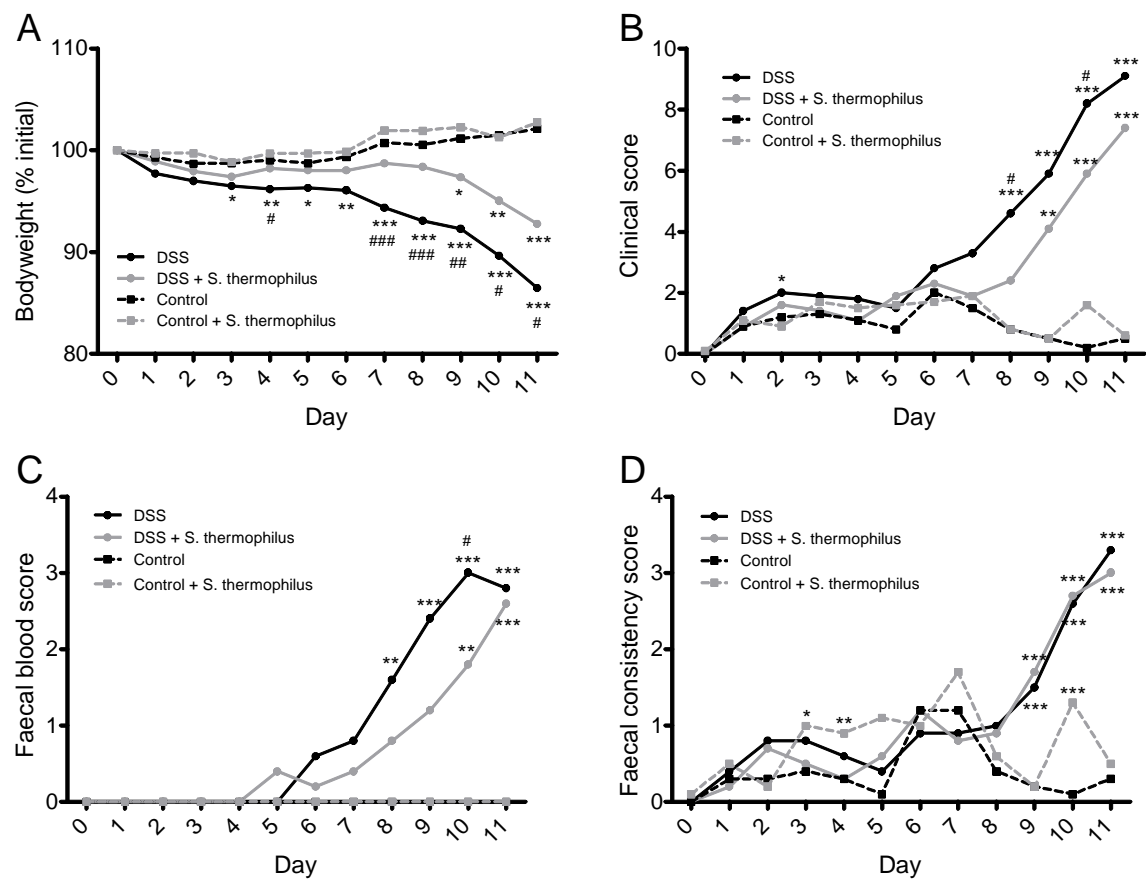 A
Bodyweight (% initial)
110
100
90
80
*
**
#
*
**
***
###
***
###
*
***
##
**
***
#
***
***
#
DSS
DSS + S. thermophilus
Control
Control + S. thermophilus
0 1 2 3 4 5 6 7 8 9 10 11
Day
B
Clinical score
10
8
6
4
2
0
DSS
DSS + S. thermophilus
Control
Control + S. thermophilus
*
#
***
***
**
#
***
***
***
***
0 1 2 3 4 5 6 7 8 9 10 11
Day
C
Faecal blood score
4
3
2
1
0
DSS
DSS + S. thermophilus
Control
Control + S. thermophilus
**
***
#
***
**
***
***
0 1 2 3 4 5 6 7 8 9 10 11
Day
D
Faecal consistency score
4
3
2
1
0
DSS
DSS + S. thermophilus
Control
Control + S. thermophilus
*
**
***
***
***
***
***
***
***
0 1 2 3 4 5 6 7 8 9 10 11
Day